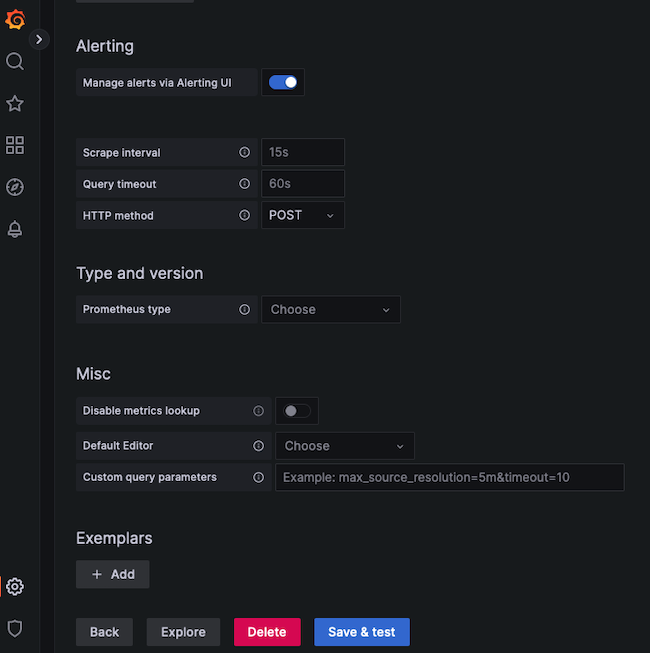 Alerting
Manage alerts via Alerting UI
Scrape interval 15s
Query timeout 60s
HTTP method POST
Type and version
Prometheus type Choose
Misc
Disable metrics lookup
Default Editor Choose
Custom query parameters Example: max_source_resolution=5m&timeout=10
Exemplars
+ Add
Back Explore Delete Save & test